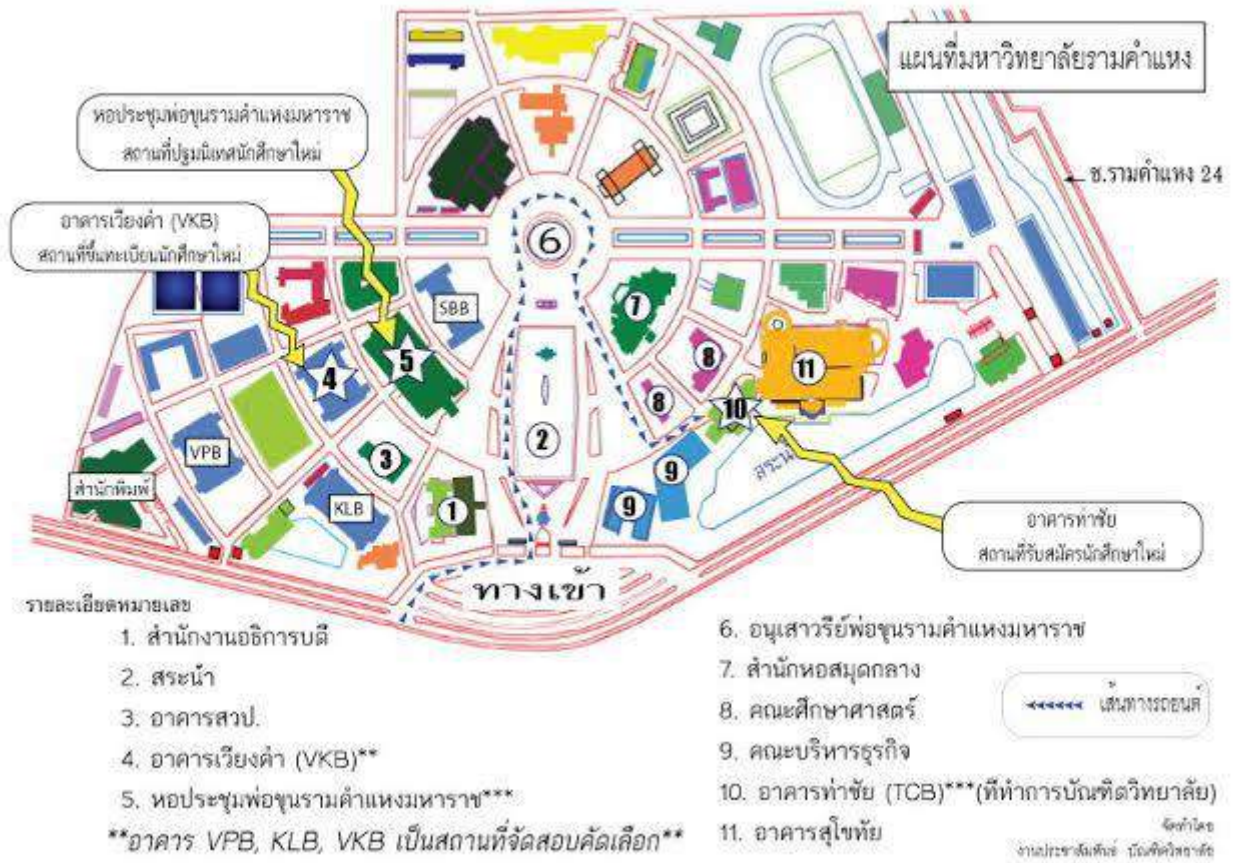 แผนที่มหาวิทยาลัยรามคำแหง
หอประชุมพ่อขุนรามคำแหงมหาราช
สถานที่ปฐมนิเทศนักศึกษาใหม่
ซ.รามคำแหง 24
อาคารเวียงคำ (VKB)
สถานที่ขึ้นทะเบียนนักศึกษาใหม่
6
SBB
7
5
4
8
11
8
10
2
3
VPB
9
สระน้ำ
สำนักพิมพ์
KLB
1
9
อาคารท่าชัย
สถานที่รับสมัครนักศึกษาใหม่
ทางเข้า
รายละเอียดหมายเลข
1. สำนักงานอธิการบดี
2. สระน้ำ
3. อาคารสวป.
4. อาคารเวียงคำ (VKB)**
5. หอประชุมพ่อขุนรามคำแหงมหาราช***
**อาคาร VPB, KLB, VKB เป็นสถานที่จัดสอบคัดเลือก**
6. อนุเสาวรีย์พ่อขุนรามคำแหงมหาราช
7. สำนักหอสมุดกลาง
8. คณะศึกษาศาสตร์
9. คณะบริหารธุรกิจ
10. อาคารท่าชัย (TCB)***(ที่ทำการบัณฑิตวิทยาลัย)
11. อาคารสุโขทัย
เส้นทางรถยนต์
จัดทำโดย
งานประชาสัมพันธ์ บัณฑิตวิทยาลัย